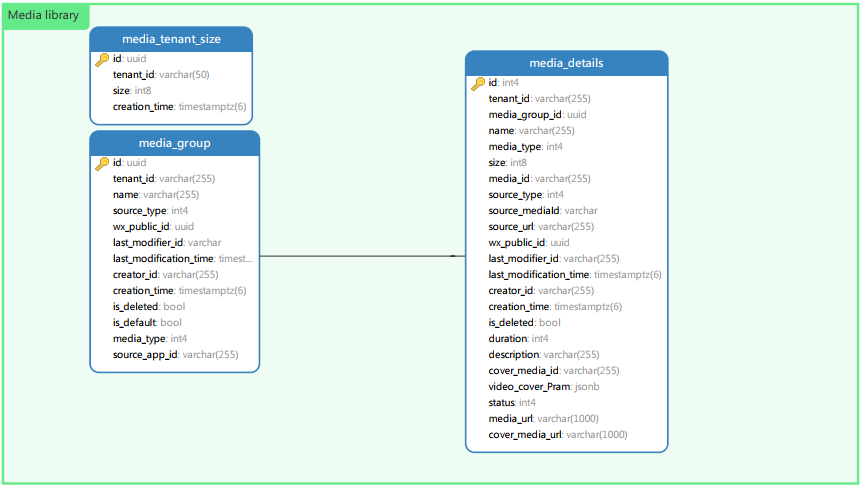 Media library
media_tenant_size
id: uuid
tenant_id: varchar(50)
size: int8
creation_time: timestamptz(6)
media_group
id: uuid
tenant_id: varchar(255)
name: varchar(255)
source_type: int4
wx_public_id: uuid
last_modifier_id: varchar
last_modification_time: timest...
creator_id: varchar(255)
creation_time: timestamptz(6)
is_deleted: bool
is_default: bool
media_type: int4
source_app_id: varchar(255)
media_details
id: int4
tenant_id: varchar(255)
media_group_id: uuid
name: varchar(255)
media_type: int4
size: int8
media_id: varchar(255)
source_type: int4
source_mediaId: varchar
source_url: varchar(255)
wx_public_id: uuid
last_modifier_id: varchar(255)
last_modification_time: timestamptz(6)
creator_id: varchar(255)
creation_time: timestamptz(6)
is_deleted: bool
duration: int4
description: varchar(255)
cover_media_id: varchar(255)
video_cover_Pram: jsonb
status: int4
media_url: varchar(1000)
cover_media_url: varchar(1000)